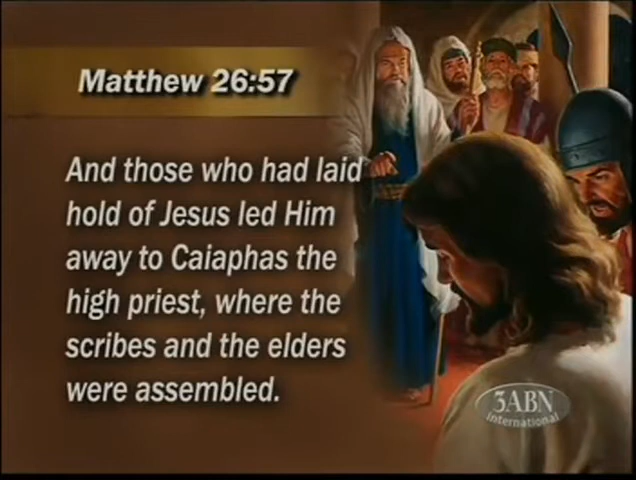 Matthew 26:57
And those who had laid
hold of Jesus led Him
away to Caiaphas the
high priest, where the
scribes and the elders
were assembled.
3ABN
international